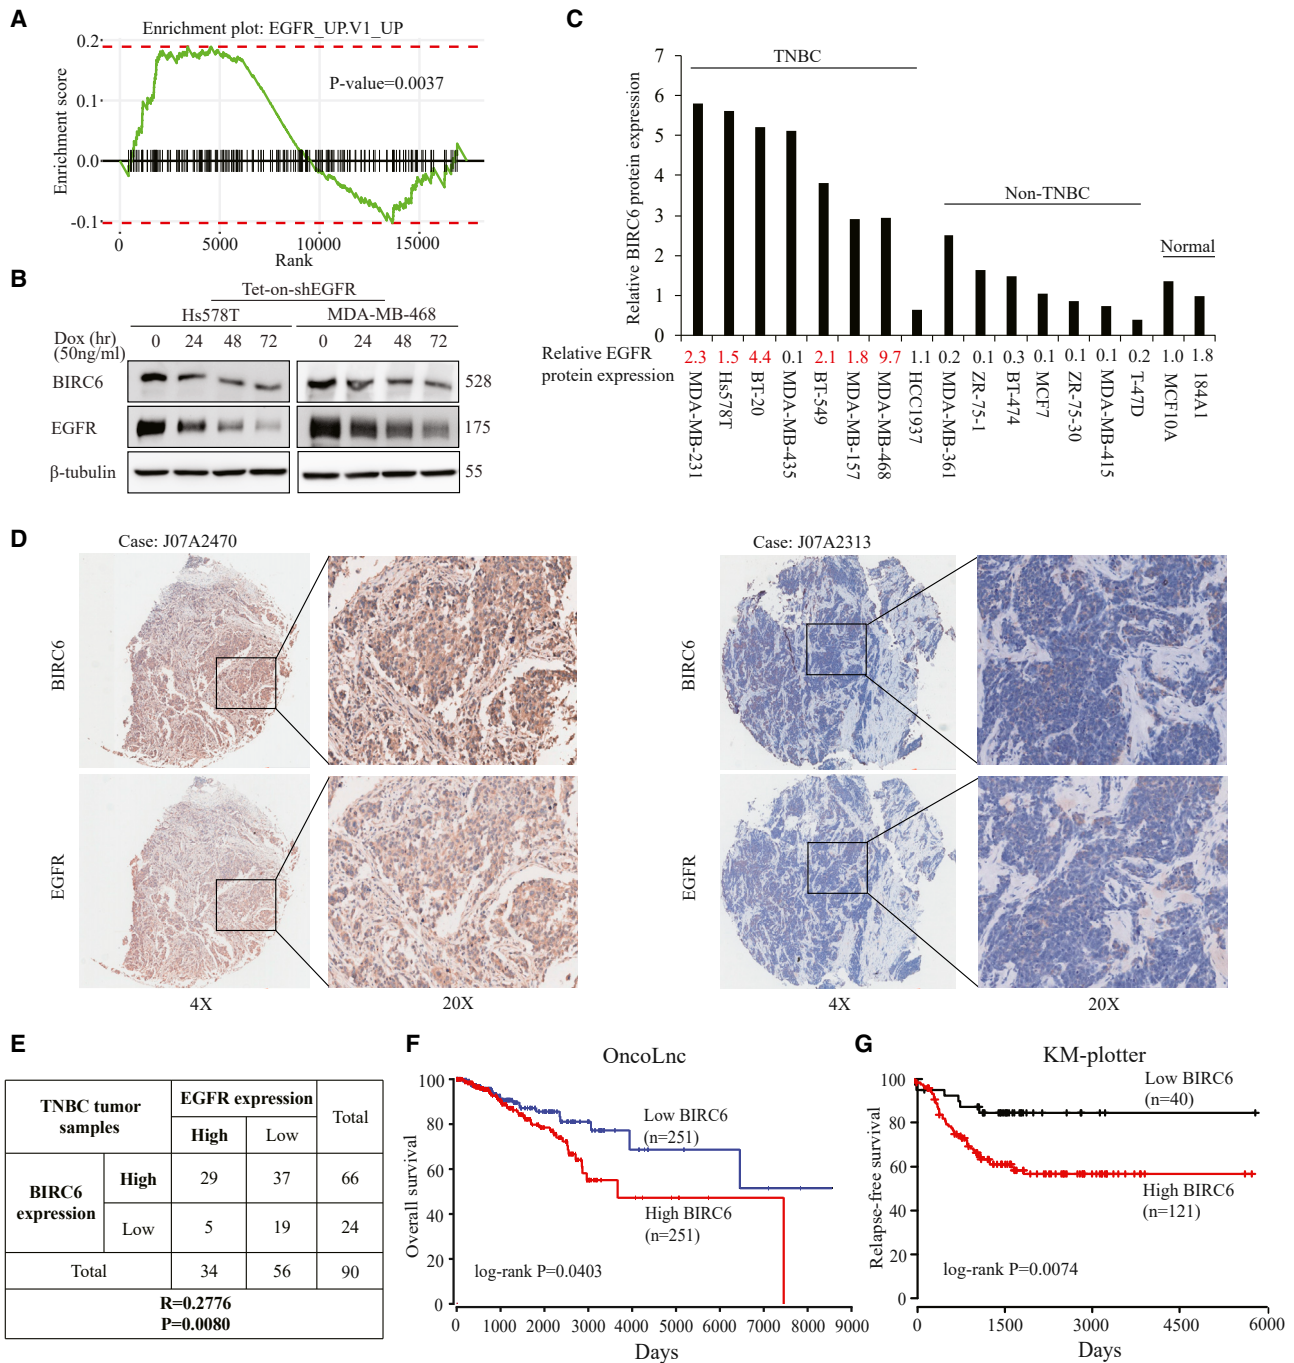 A
Enrichment plot: EGFR_UP.V1_UP
0.2
0.1
0.0
-0.1
Enrichment score
P-value=0.0037
0
5000
10000
15000
Rank
B
Tet-on-shEGFR
Hs578T
MDA-MB-468
Dox (hr)
(50ng/ml)
0 24 48 72
0 24 48 72
BIRC6
528
EGFR
175
β-tubulin
55
C
7
6
5
4
3
2
1
0
Relative BIRC6 protein expression
TNBC
Non-TNBC
Normal
Relative EGFR
protein expression
2.3 1.5 4.4 0.1 2.1 1.8 9.7 1.1 0.2 0.1 0.3 0.1 0.1 0.1 0.2 1.0 1.8
MDA-MB-231
Hs578T
BT-20
MDA-MB-435
BT-549
MDA-MB-157
MDA-MB-468
HCC1937
MDA-MB-361
ZR-75-1
BT-474
MCF7
ZR-75-30
MDA-MB-415
T-47D
MCF10A
184A1
D
Case: J07A2470
Case: J07A2313
BIRC6
BIRC6
EGFR
EGFR
4X
20X
4X
20X
E
TNBC tumor
samples
EGFR expression
Total
High
Low
BIRC6
expression
High
29
37
66
Low
5
19
24
Total
34
56
90
R=0.2776
P=0.0080
F
OncoLnc
100
80
60
40
20
0
Overall survival
Low BIRC6
(n=251)
High BIRC6
(n=251)
log-rank P=0.0403
0 1000 2000 3000 4000 5000 6000 7000 8000 9000
Days
G
KM-plotter
100
80
60
40
20
0
Relapse-free survival
Low BIRC6
(n=40)
High BIRC6
(n=121)
log-rank P=0.0074
0 1500 3000 4500 6000
Days